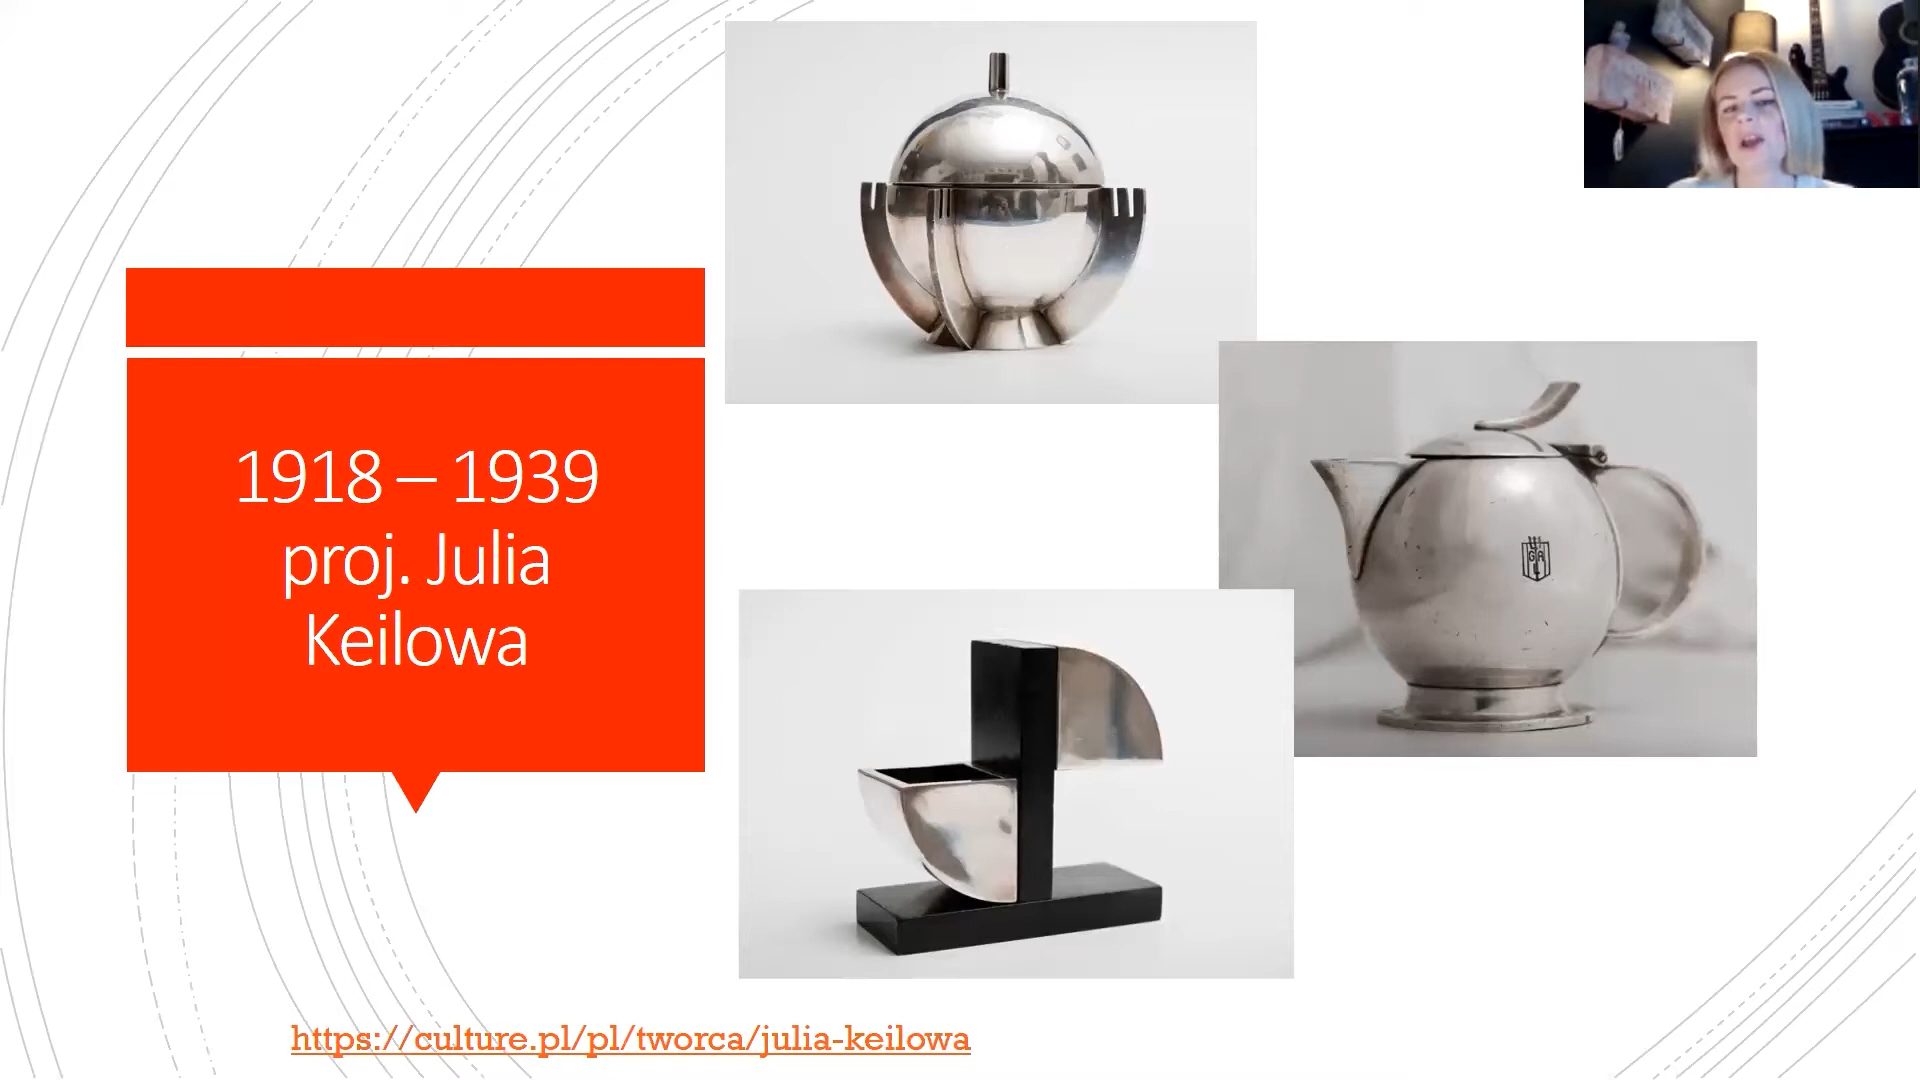 1918 – 1939
proj. Julia
Keilowa
G A
L
https://culture.pl/pl/tworca/julia-keilowa